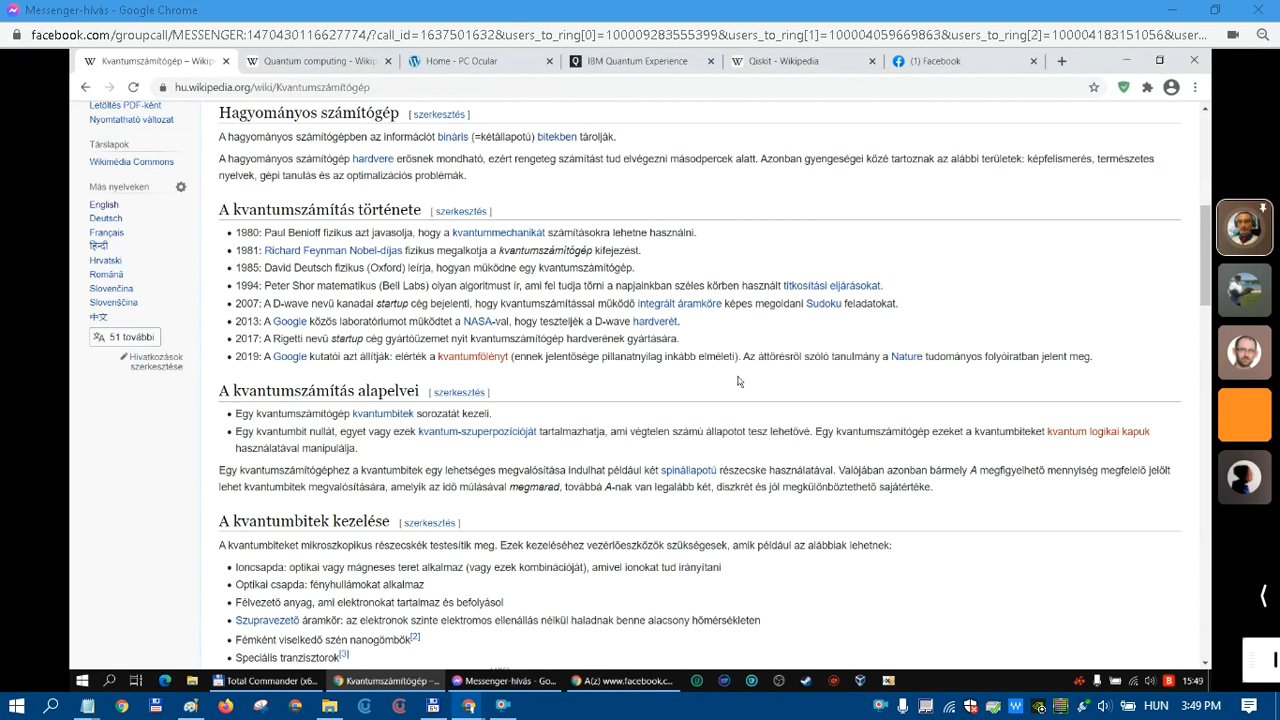 Messenger-hívás - Google Chrome
facebook.com/groupcall/MESSENGER:1470430116627774/?call_id=1637501632&users_to_ring[0]=100009283555399&users_to_ring[1]=100004059669863&users_to_ring[2]=100004183151056&us...
Kvantumszámítógép – Wikip
Quantum computing - Wikip
Home - PC Ocular
IBM Quantum Experience
Qiskit - Wikipedia
(1) Facebook
hu.wikipedia.org/wiki/Kvantumszámítógép
Letöltés PDF-ként
Nyomtatható változat
Társlapok
Wikimédia Commons
Más nyelveken
English
Deutsch
Français
हिन्दी
Hrvatski
Română
Slovenčina
Slovenščina
中文
51 további
Hivatkozások
szerkesztése
Hagyományos számítógép [ szerkesztés ]
A hagyományos számítógépben az információt bináris (=kétállapotú) bitekben tárolják.
A hagyományos számítógép hardvere erősnek mondható, ezért rengeteg számítást tud elvégezni másodpercek alatt. Azonban gyengeségei közé tartoznak az alábbi területek: képfelismerés, természetes
nyelvek, gépi tanulás és az optimalizációs problémák.
A kvantumszámítás története [ szerkesztés ]
• 1980: Paul Benioff fizikus azt javasolja, hogy a kvantummechanikát számításokra lehetne használni.
• 1981: Richard Feynman Nobel-díjas fizikus megalkotja a kvantumszámítógép kifejezést.
• 1985: David Deutsch fizikus (Oxford) leírja, hogyan működne egy kvantumszámítógép.
• 1994: Peter Shor matematikus (Bell Labs) olyan algoritmust ír, ami fel tudja törni a napjainkban széles körben használt titkosítási eljárásokat.
• 2007: A D-wave nevű kanadai startup cég bejelenti, hogy kvantumszámítással működő integrált áramköre képes megoldani Sudoku feladatokat.
• 2013: A Google közös laboratóriumot működtet a NASA-val, hogy teszteljék a D-wave hardverét.
• 2017: A Rigetti nevű startup cég gyártóüzemet nyit kvantumszámítógép hardverének gyártására.
• 2019: A Google kutatói azt állítják: elérték a kvantumfölényt (ennek jelentősége pillanatnyilag inkább elméleti). Az áttörésről szóló tanulmány a Nature tudományos folyóiratban jelent meg.
A kvantumszámítás alapelvei [ szerkesztés ]
• Egy kvantumszámítógép kvantumbitek sorozatát kezeli.
• Egy kvantumbit nullát, egyet vagy ezek kvantum-szuperpozícióját tartalmazhatja, ami végtelen számú állapotot tesz lehetővé. Egy kvantumszámítógép ezeket a kvantumbiteket kvantum logikai kapuk
használatával manipulálja.
Egy kvantumszámítógéphez a kvantumbitek egy lehetséges megvalósítása indulhat például két spinállapotú részecske használatával. Valójában azonban bármely A megfigyelhető mennyiség megfelelő jelölt
lehet kvantumbitek megvalósítására, amelyik az idő múlásával megmarad, továbbá A-nak van legalább két, diszkrét és jól megkülönböztethető sajátértéke.
A kvantumbitek kezelése [ szerkesztés ]
A kvantumbiteket mikroszkopikus részecskék testesítik meg. Ezek kezeléséhez vezérlőeszközök szükségesek, amik például az alábbiak lehetnek:
• Ioncsapda: optikai vagy mágneses teret alkalmaz (vagy ezek kombinációját), amivel ionokat tud irányítani
• Optikai csapda: fényhullámokat alkalmaz
• Félvezető anyag, ami elektronokat tartalmaz és befolyásol
• Szupravezető áramkör: az elektronok szinte elektromos ellenállás nélkül haladnak benne alacsony hőmérsékleten
• Fémként viselkedő szén nanogömbök[2]
• Speciális tranzisztorok[3]
Total Commander (x6...
Kvantumszámítógép –...
Messenger-hívás - Go...
A(z) www.facebook.c...
15:49
HU
3:49 PM